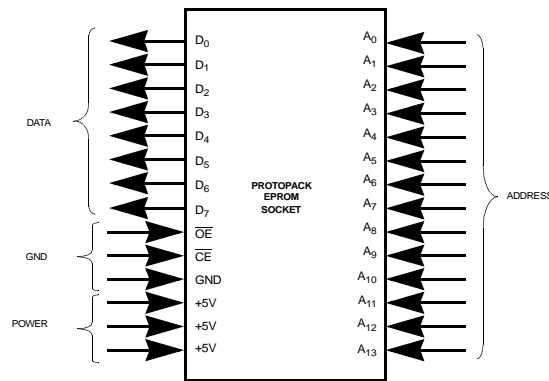 DATA
GND
POWER
D0
D1
D2
D3
D4
D5
D6
D7
OE
CE
GND
+5V
+5V
+5V
PROTOPACK
EPROM
SOCKET
A0
A1
A2
A3
A4
A5
A6
A7
A8
A9
A10
A11
A12
A13
ADDRESS